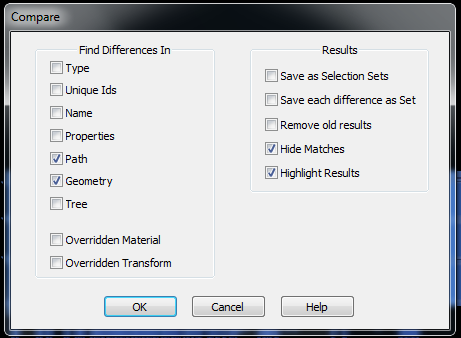 Compare
Find Differences In
Type
Unique Ids
Name
Properties
Path
Geometry
Tree
Overridden Material
Overridden Transform
Results
Save as Selection Sets
Save each difference as Set
Remove old results
Hide Matches
Highlight Results
OK
Cancel
Help